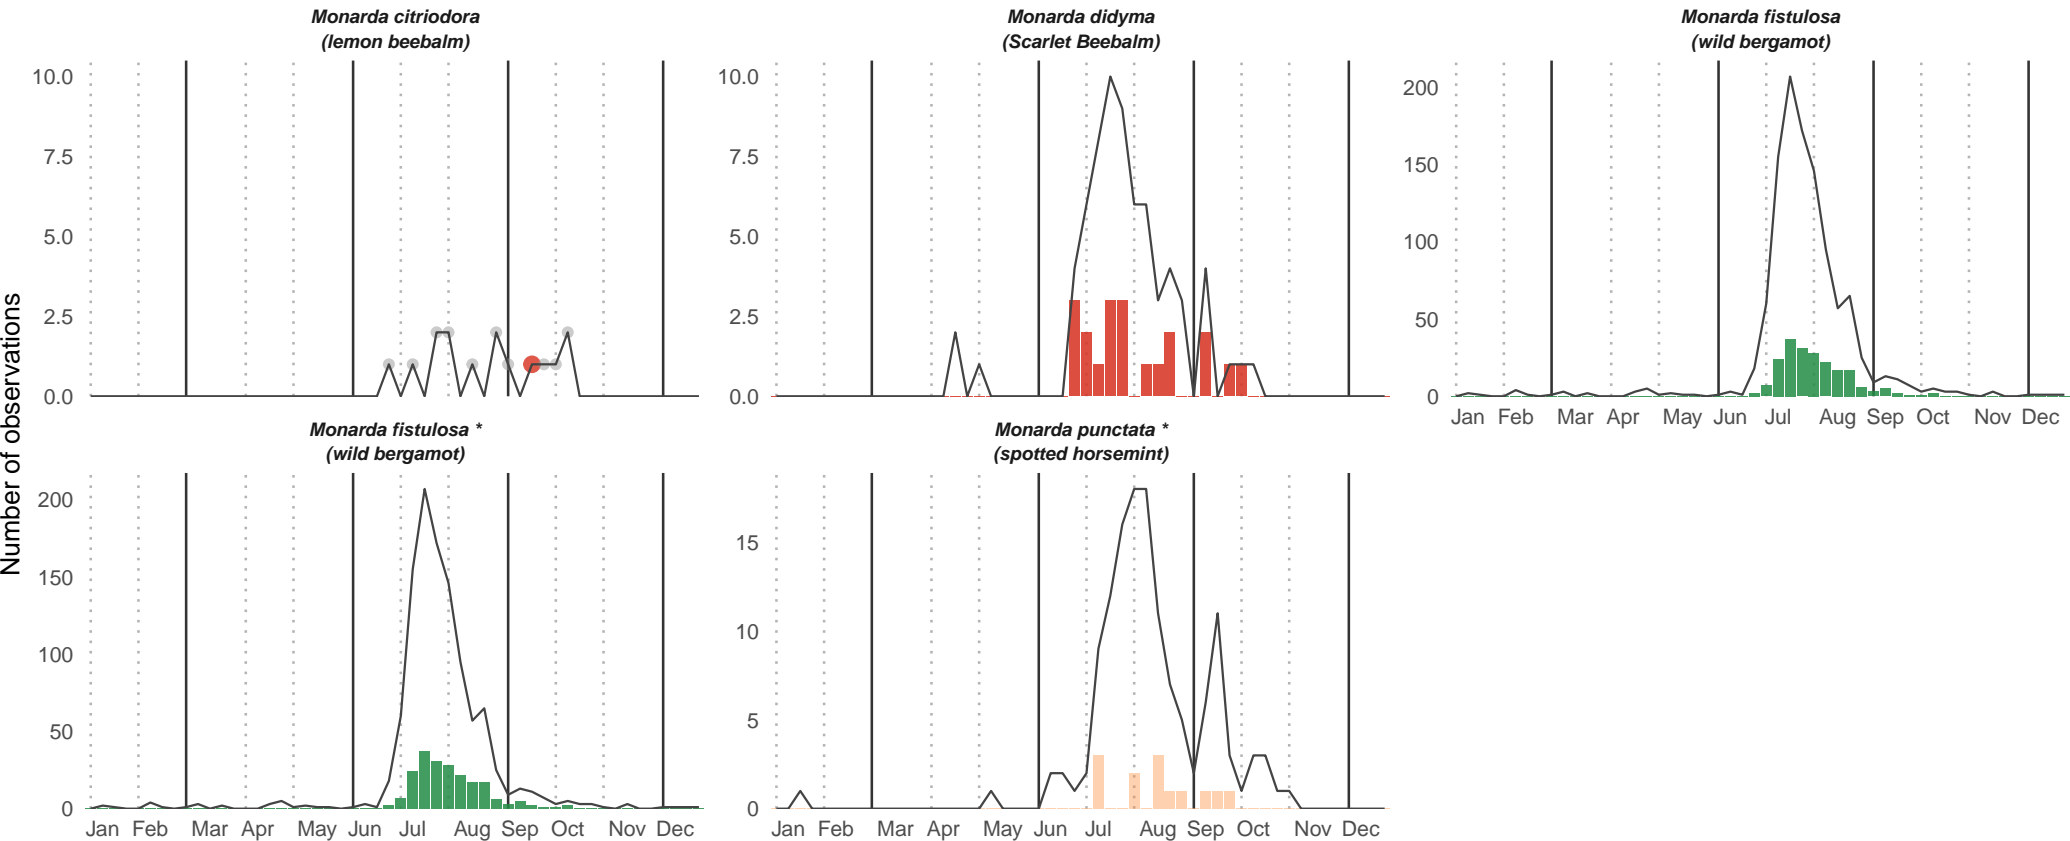 Monarda citriodora
(lemon beebalm)
Monarda didyma
(Scarlet Beebalm)
Monarda fistulosa
(wild bergamot)
10.0
7.5
5.0
2.5
0.0
10.0
7.5
5.0
2.5
0.0
200
150
100
50
0
Jan Feb Mar Apr May Jun Jul Aug Sep Oct Nov Dec
Number of observations
Monarda fistulosa *
(wild bergamot)
Monarda punctata *
(spotted horsemint)
200
150
100
50
0
Jan Feb Mar Apr May Jun Jul Aug Sep Oct Nov Dec
15
10
5
0
Jan Feb Mar Apr May Jun Jul Aug Sep Oct Nov Dec